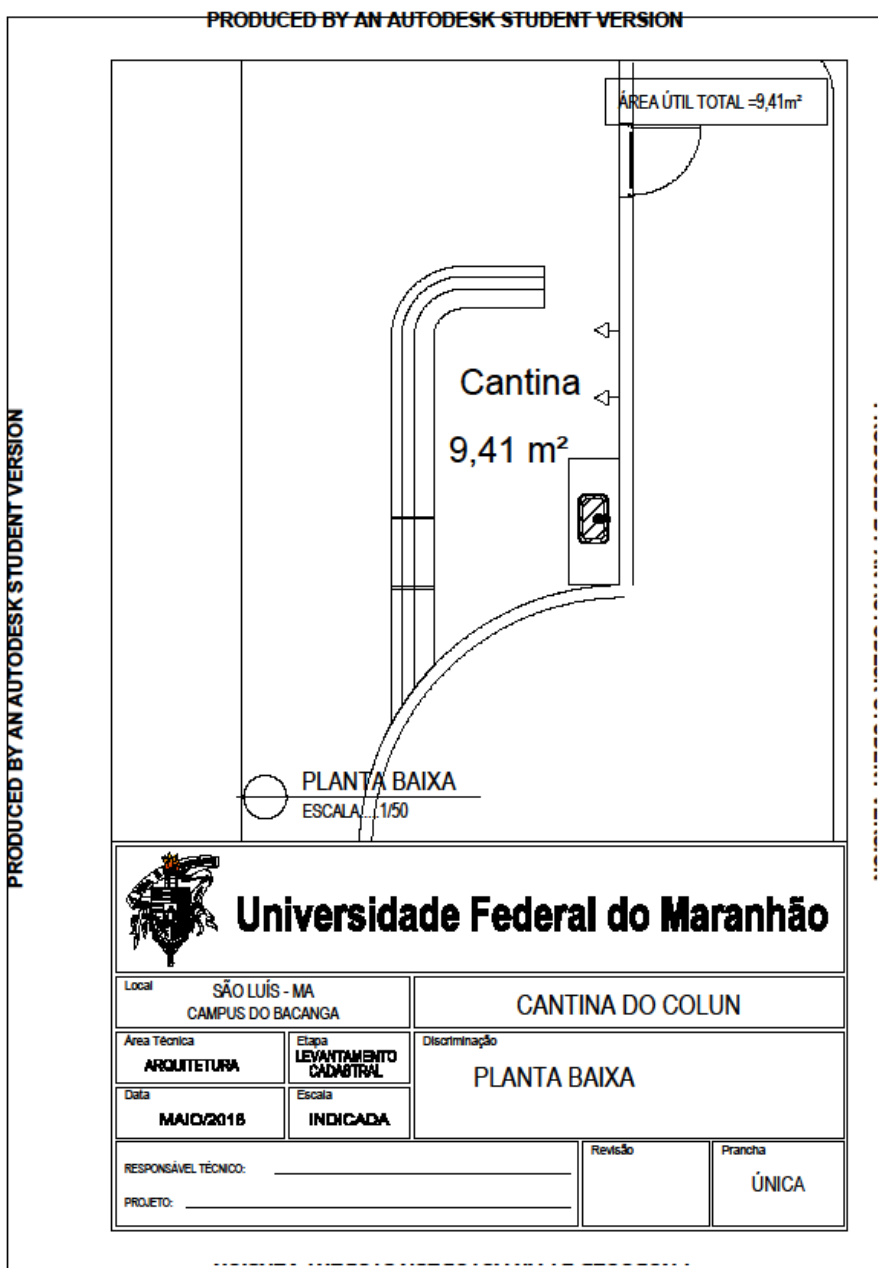 PRODUCED BY AN AUTODESK STUDENT VERSION
ÁREA ÚTIL TOTAL =9,41m²
Cantina
9,41 m²
PRODUCED BY AN AUTODESK STUDENT VERSION
PLANTA BAIXA
ESCALA....1/50
Universidade Federal do Maranhão
Local
SÃO LUÍS - MA
CAMPUS DO BACANGA
CANTINA DO COLUN
Área Técnica
ARQUITETURA
Etapa
LEVANTAMENTO
CADASTRAL
Discriminação
PLANTA BAIXA
Data
Escala
INDICADA
RESPONSÁVEL TÉCNICO:
PROJETO:
Revisão
Prancha
ÚNICA